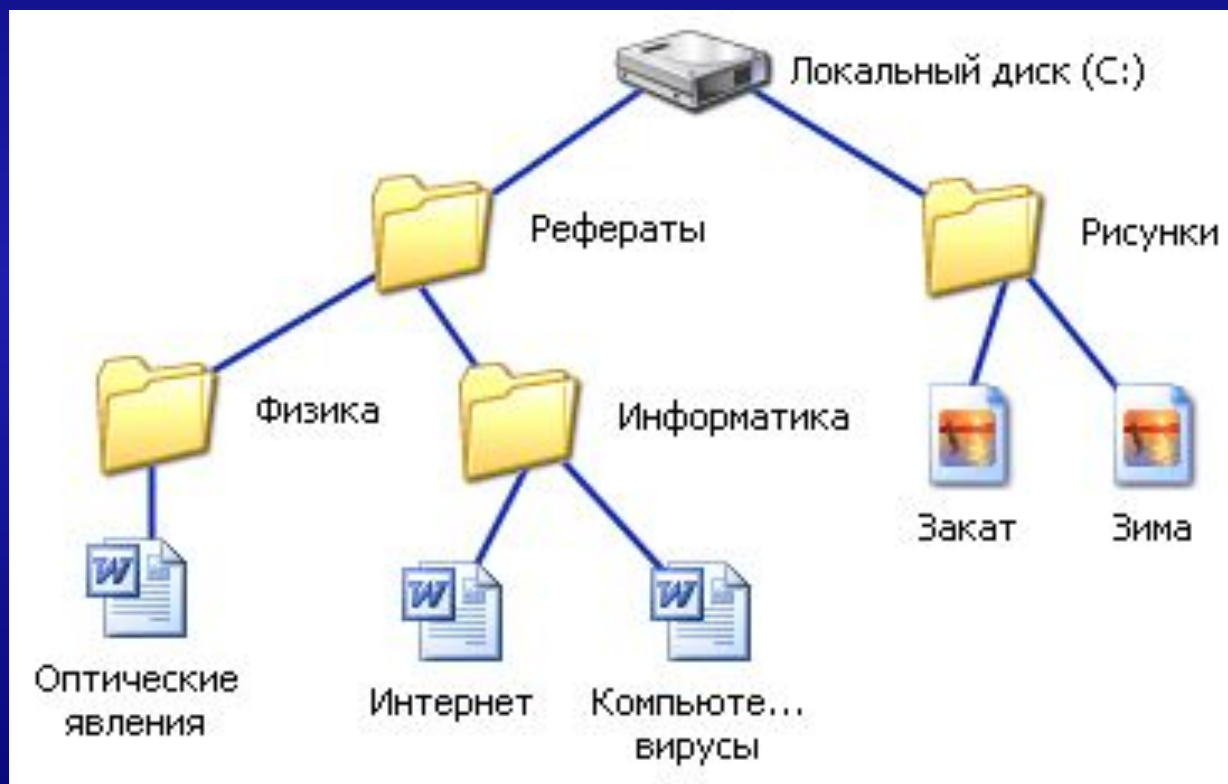 Локальный диск (C:)
Рефераты
Рисунки
Физика
Информатика
Закат
Зима
Оптические
явления
Интернет
Компьюте...
вирусы